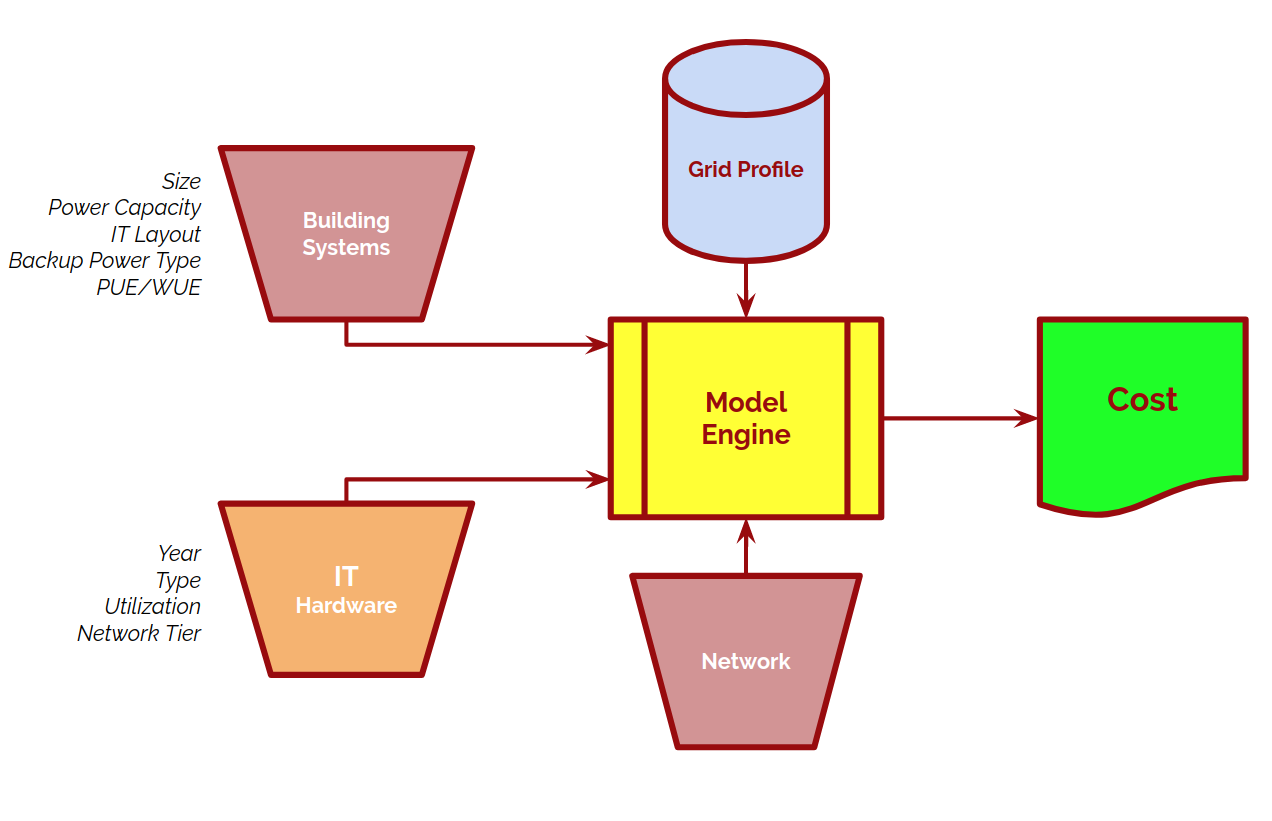 Grid Profile
Size
Power Capacity
IT Layout
Backup Power Type
PUE/WUE
Building
Systems
Model
Engine
Cost
Year
Type
Utilization
Network Tier
IT
Hardware
Network